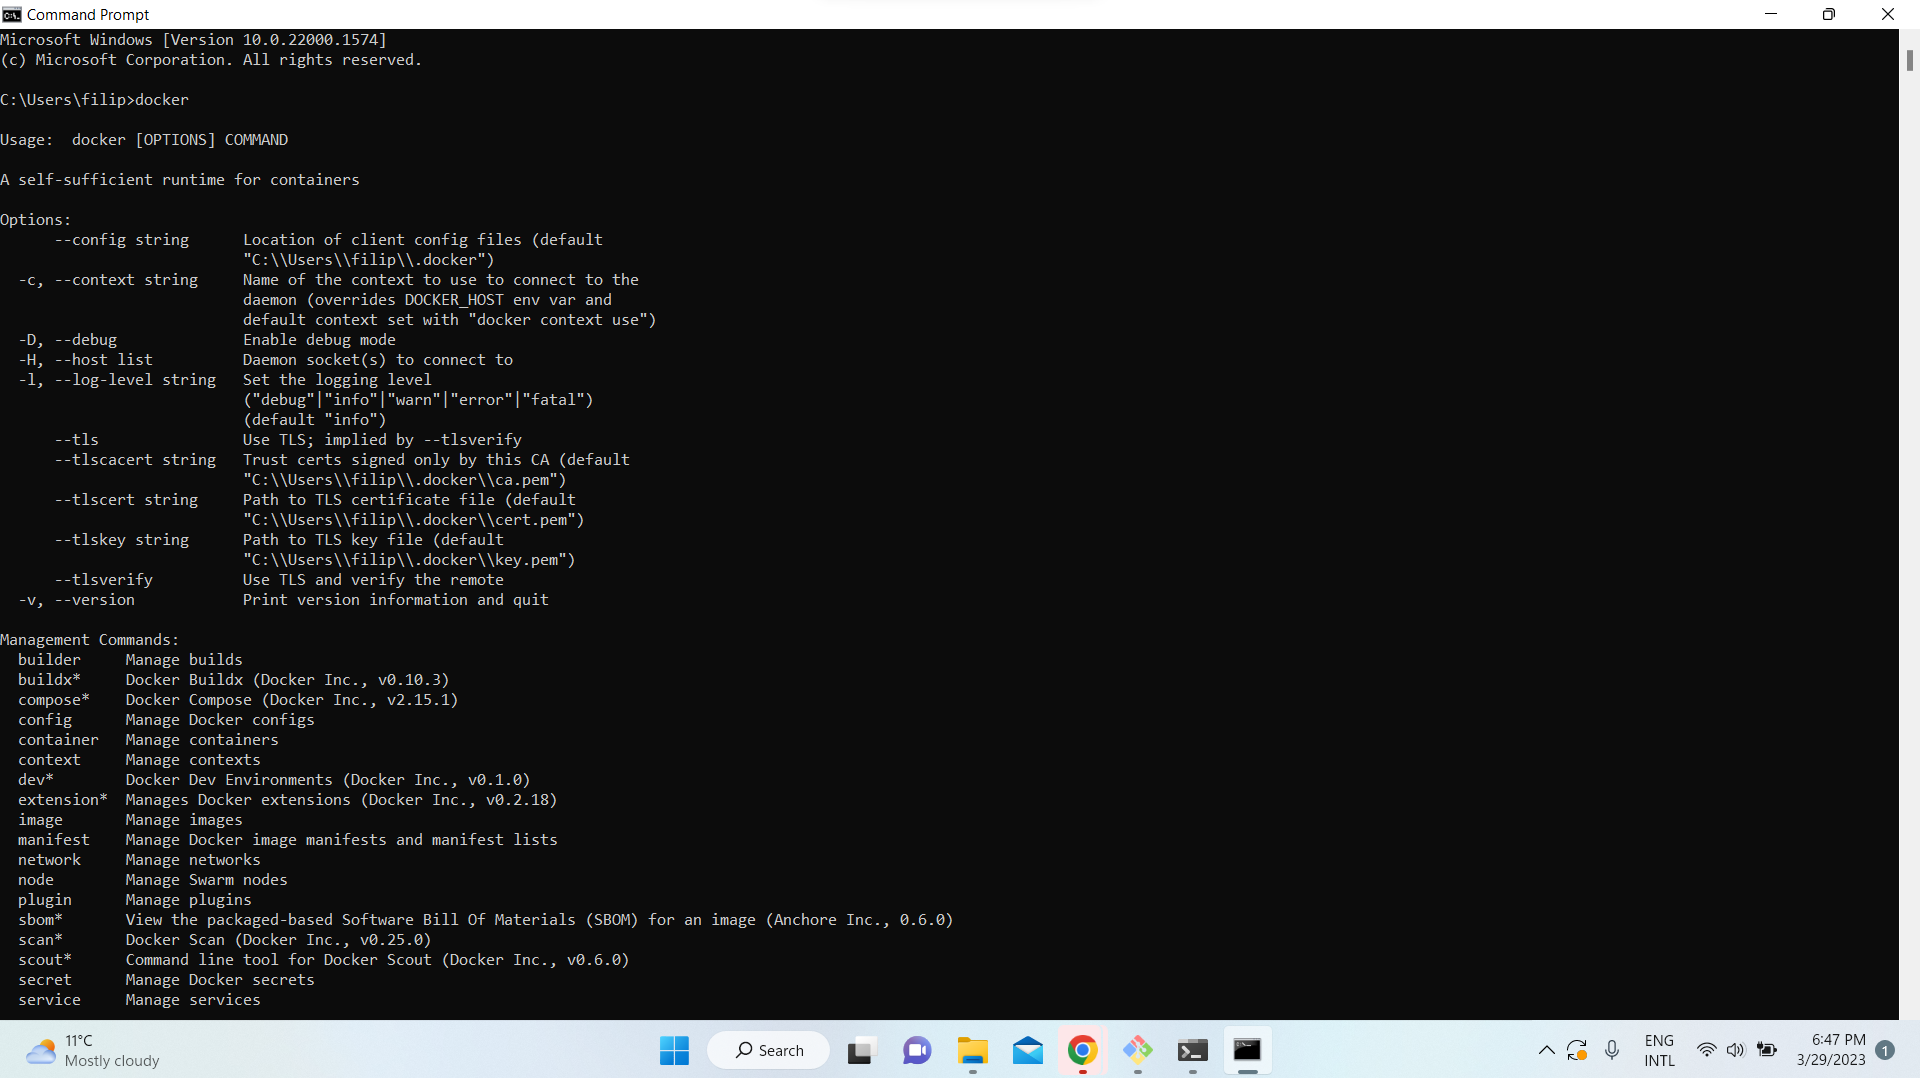 Command Prompt
Microsoft Windows [Version 10.0.22000.1574]
(c) Microsoft Corporation. All rights reserved.
C:\Users\filip>docker
Usage:  docker [OPTIONS] COMMAND
A self-sufficient runtime for containers
Options:
      --config string      Location of client config files (default
                           "C:\\Users\\filip\\.docker")
  -c, --context string     Name of the context to use to connect to the
                           daemon (overrides DOCKER_HOST env var and
                           default context set with "docker context use")
  -D, --debug              Enable debug mode
  -H, --host list          Daemon socket(s) to connect to
  -l, --log-level string   Set the logging level
                           ("debug"|"info"|"warn"|"error"|"fatal")
                           (default "info")
      --tls                Use TLS; implied by --tlsverify
      --tlscacert string   Trust certs signed only by this CA (default
                           "C:\\Users\\filip\\.docker\\ca.pem")
      --tlscert string     Path to TLS certificate file (default
                           "C:\\Users\\filip\\.docker\\cert.pem")
      --tlskey string      Path to TLS key file (default
                           "C:\\Users\\filip\\.docker\\key.pem")
      --tlsverify          Use TLS and verify the remote
  -v, --version            Print version information and quit
Management Commands:
  builder     Manage builds
  buildx*     Docker Buildx (Docker Inc., v0.10.3)
  compose*    Docker Compose (Docker Inc., v2.15.1)
  config      Manage Docker configs
  container   Manage containers
  context     Manage contexts
  dev*        Docker Dev Environments (Docker Inc., v0.1.0)
  extension*  Manages Docker extensions (Docker Inc., v0.2.18)
  image       Manage images
  manifest    Manage Docker image manifests and manifest lists
  network     Manage networks
  node        Manage Swarm nodes
  plugin      Manage plugins
  sbom*       View the packaged-based Software Bill Of Materials (SBOM) for an image (Anchore Inc., 0.6.0)
  scan*       Docker Scan (Docker Inc., v0.25.0)
  scout*      Command line tool for Docker Scout (Docker Inc., v0.6.0)
  secret      Manage Docker secrets
  service     Manage services
11°C
Mostly cloudy
Search
ENG
INTL
6:47 PM
3/29/2023
1